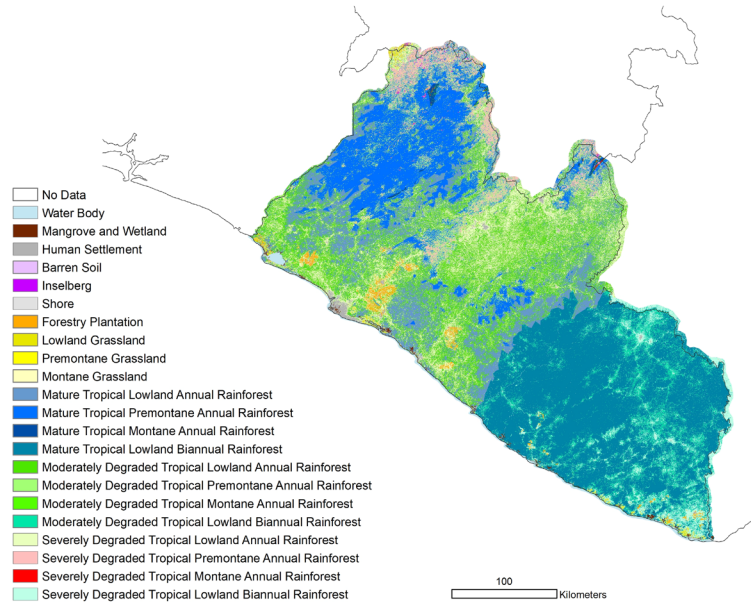 No Data
Water Body
Mangrove and Wetland
Human Settlement
Barren Soil
Inselberg
Shore
Forestry Plantation
Lowland Grassland
Premontane Grassland
Montane Grassland
Mature Tropical Lowland Annual Rainforest
Mature Tropical Premontane Annual Rainforest
Mature Tropical Montane Annual Rainforest
Mature Tropical Lowland Biannual Rainforest
Moderately Degraded Tropical Lowland Annual Rainforest
Moderately Degraded Tropical Premontane Annual Rainforest
Moderately Degraded Tropical Montane Annual Rainforest
Moderately Degraded Tropical Lowland Biannual Rainforest
Severely Degraded Tropical Lowland Annual Rainforest
Severely Degraded Tropical Premontane Annual Rainforest
Severely Degraded Tropical Montane Annual Rainforest
Severely Degraded Tropical Lowland Biannual Rainforest
100
Kilometers